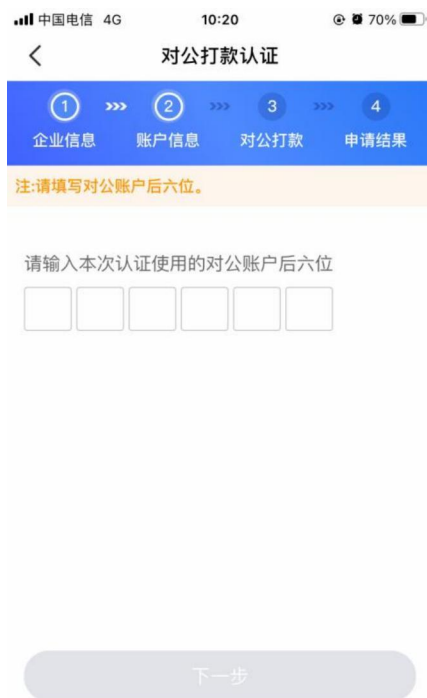 中国电信 4G 10:20 70%
对公打款认证
1 >>> 2 >>> 3 >>> 4
企业信息 账户信息 对公打款 申请结果
注:请填写对公账户后六位。
请输入本次认证使用的对公账户后六位
下一步